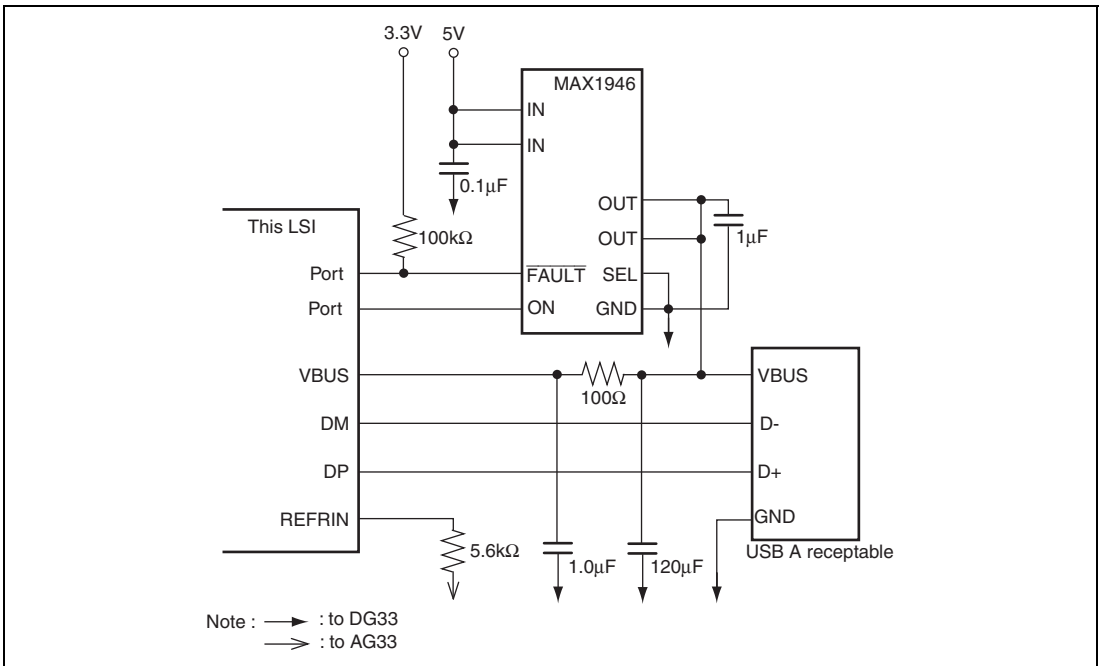 3.3V 5V
MAX1946
IN
IN
0.1μF
OUT
This LSI
100kΩ
OUT
1μF
Port
FAULT
SEL
Port
ON
GND
VBUS
100Ω
VBUS
DM
D-
DP
D+
REFRIN
GND
5.6kΩ
1.0μF
120μF
USB A receptable
Note : : to DG33
: to AG33